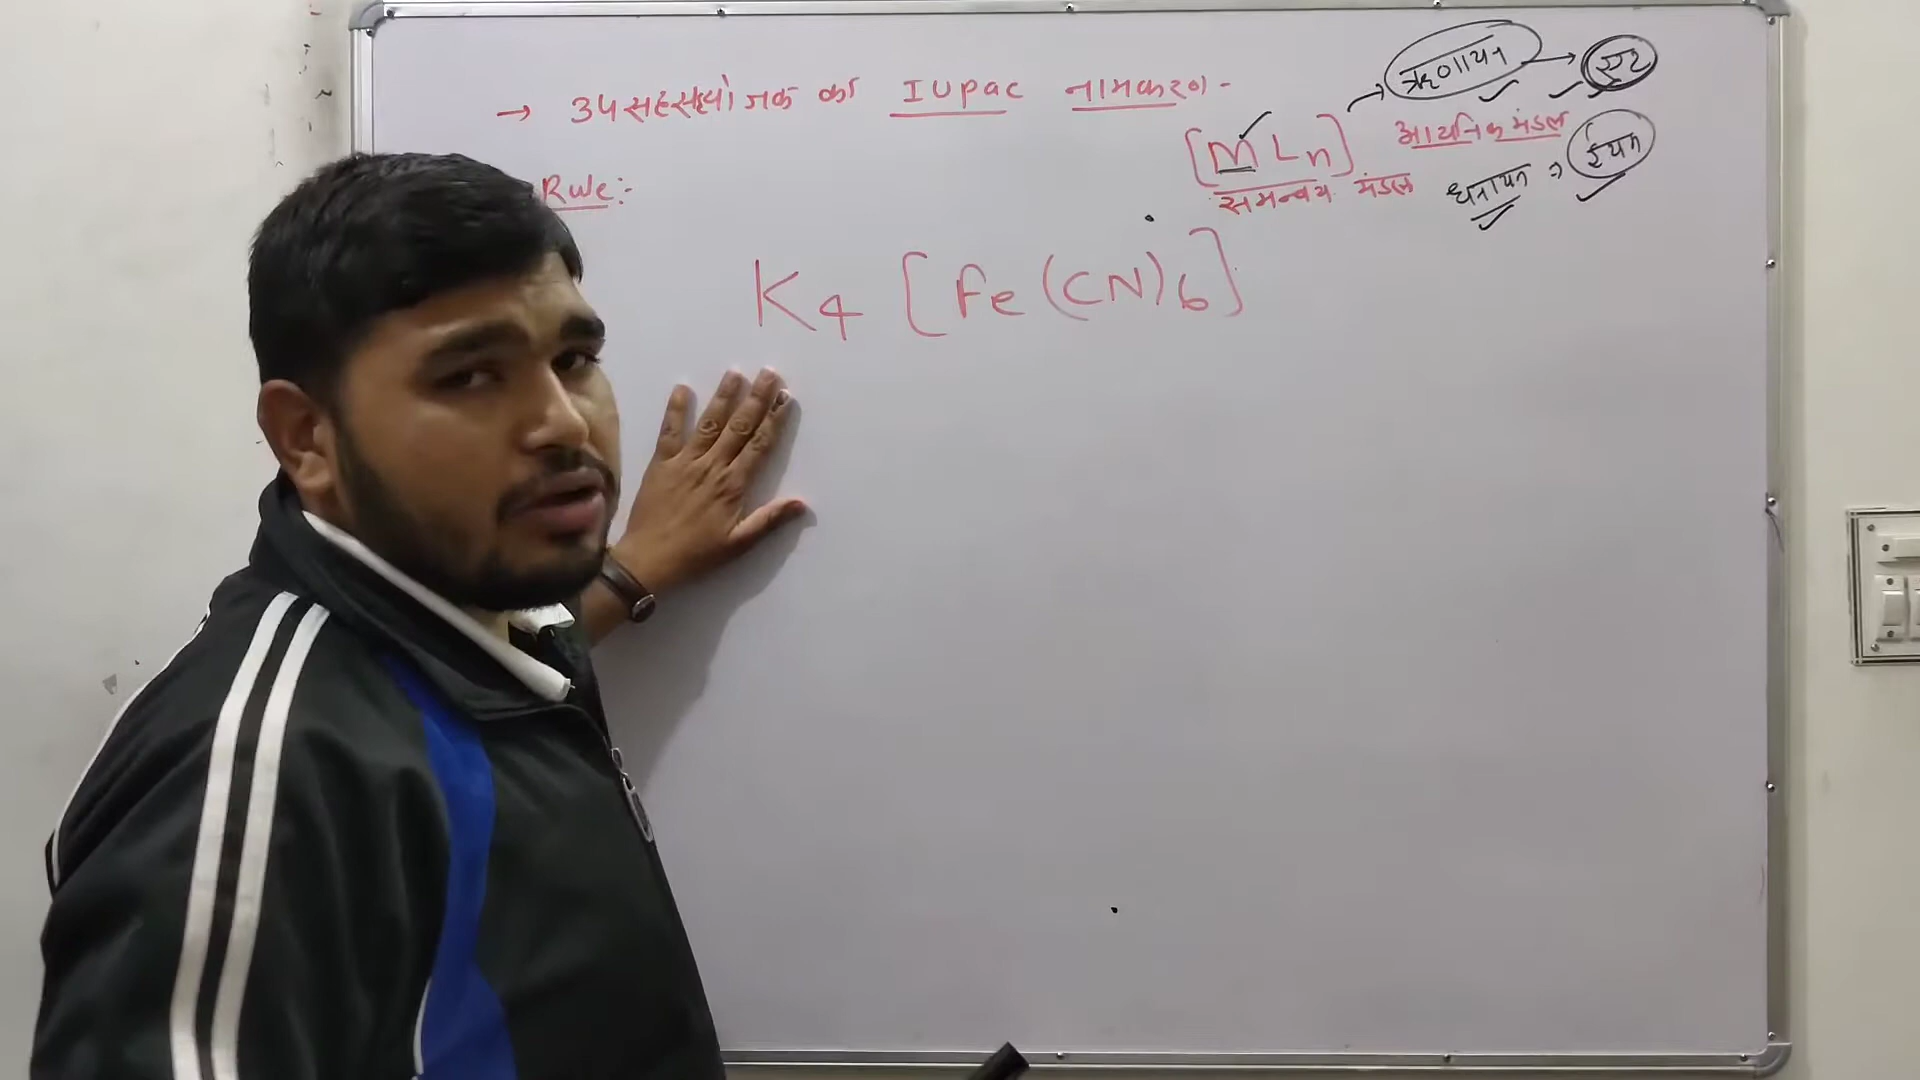 → उपसहसंयोजक का IUPAC नामकरण -
Rule :-
[MLn] → ऋणायन → एट
समन्वय मंडल आयनिक मंडल
धनायन ⇒ ईयन
K4 [Fe(CN)6]